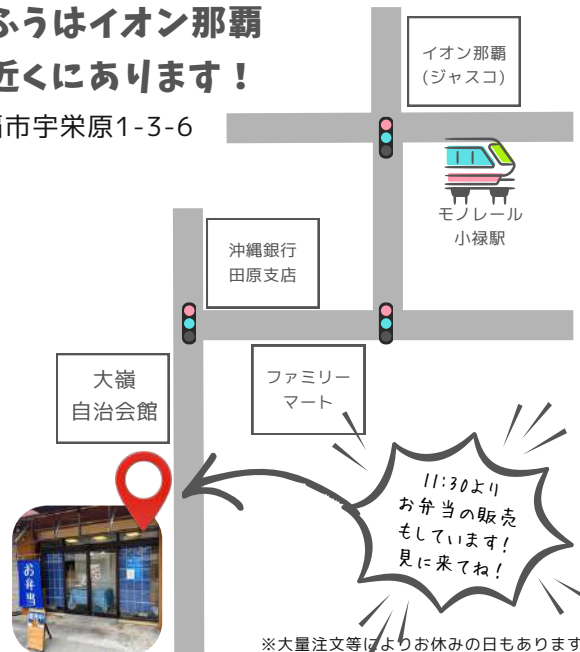 ふうはイオン那覇
近くにあります!
市宇栄原1-3-6
イオン那覇
(ジャスコ)
モノレール
小禄駅
沖縄銀行
田原支店
大嶺
自治会館
ファミリー
マート
11:30より
お弁当の販売
もしています!
見に来てね!
お弁当
※大量注文等によりお休みの日もあります